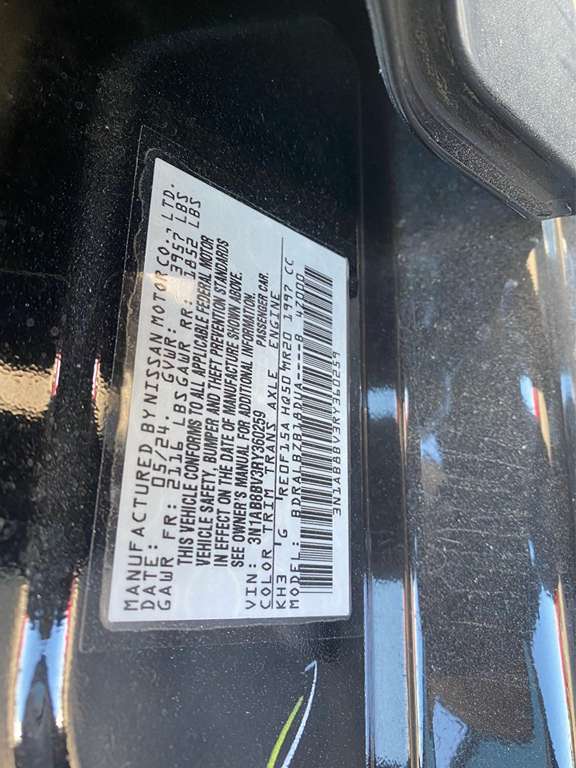 MANUFACTURED BY NISSAN MOTOR CO., LTD.
DATE: 05/24 GVWR: 3957 LBS
GAWR FR: 2116 LBS GAWR RR: 1852 LBS
THIS VEHICLE CONFORMS TO ALL APPLICABLE FEDERAL MOTOR
VEHICLE SAFETY, BUMPER AND THEFT PREVENTION STANDARDS
IN EFFECT ON THE DATE OF MANUFACTURE SHOWN ABOVE.
SEE OWNER'S MANUAL FOR ADDITIONAL INFORMATION.
VIN: 3N1AB8BV3RY360259 PASSENGER CAR
COLOR TRIM TRANS AXLE ENGINE
KH3 'G RE0F15A HQ50 MR20 1997 CC
MODEL: BDRALBZB18DUA----B 47000
3N1AB8BV3RY360259